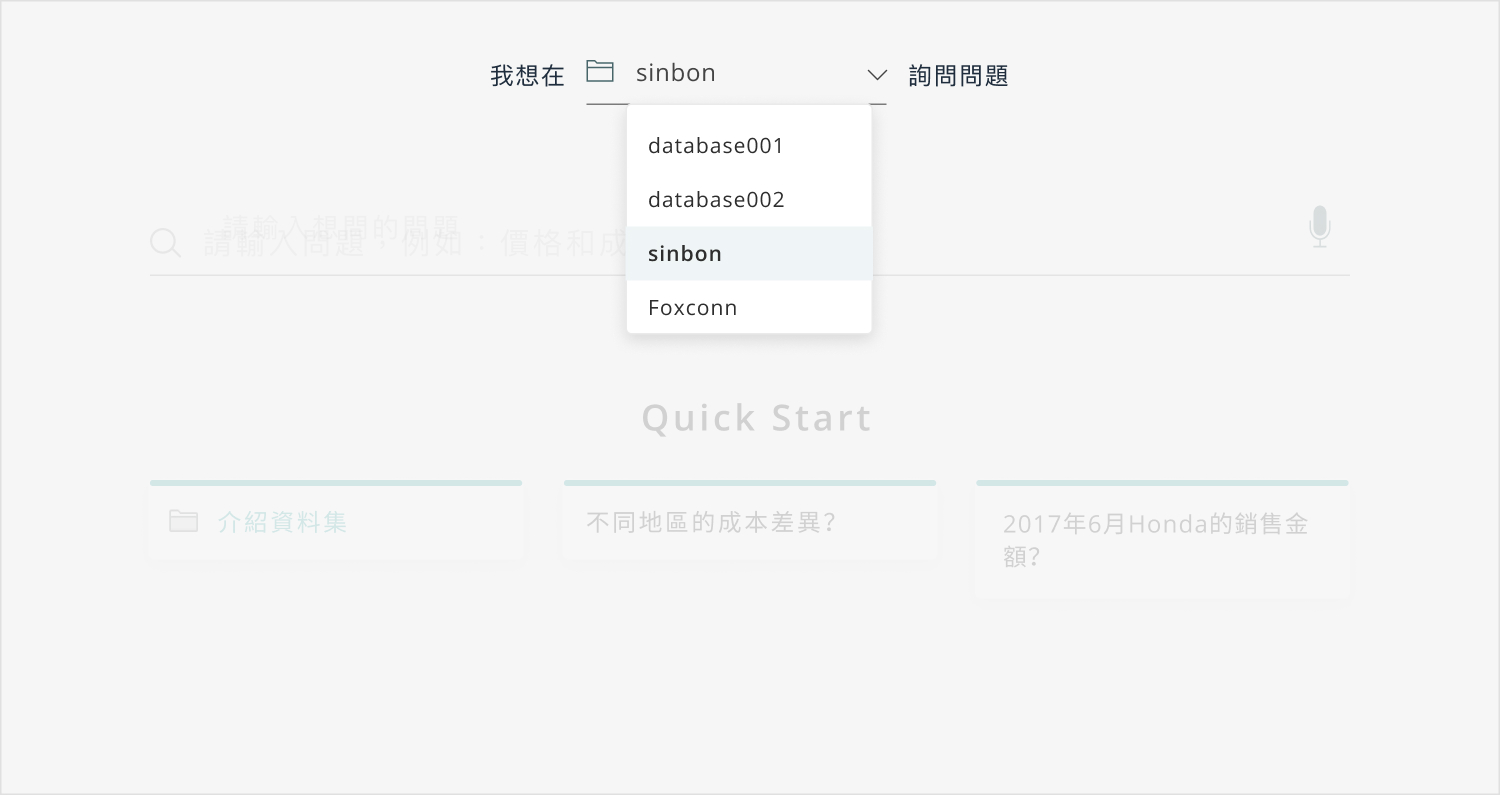 我想在 sinbon 詢問問題
database001
database002
sinbon
Foxconn
請輸入想問的問題
請輸入問題，例如：價格和成
Quick Start
介紹資料集
不同地區的成本差異?
2017年6月Honda的銷售金
額?